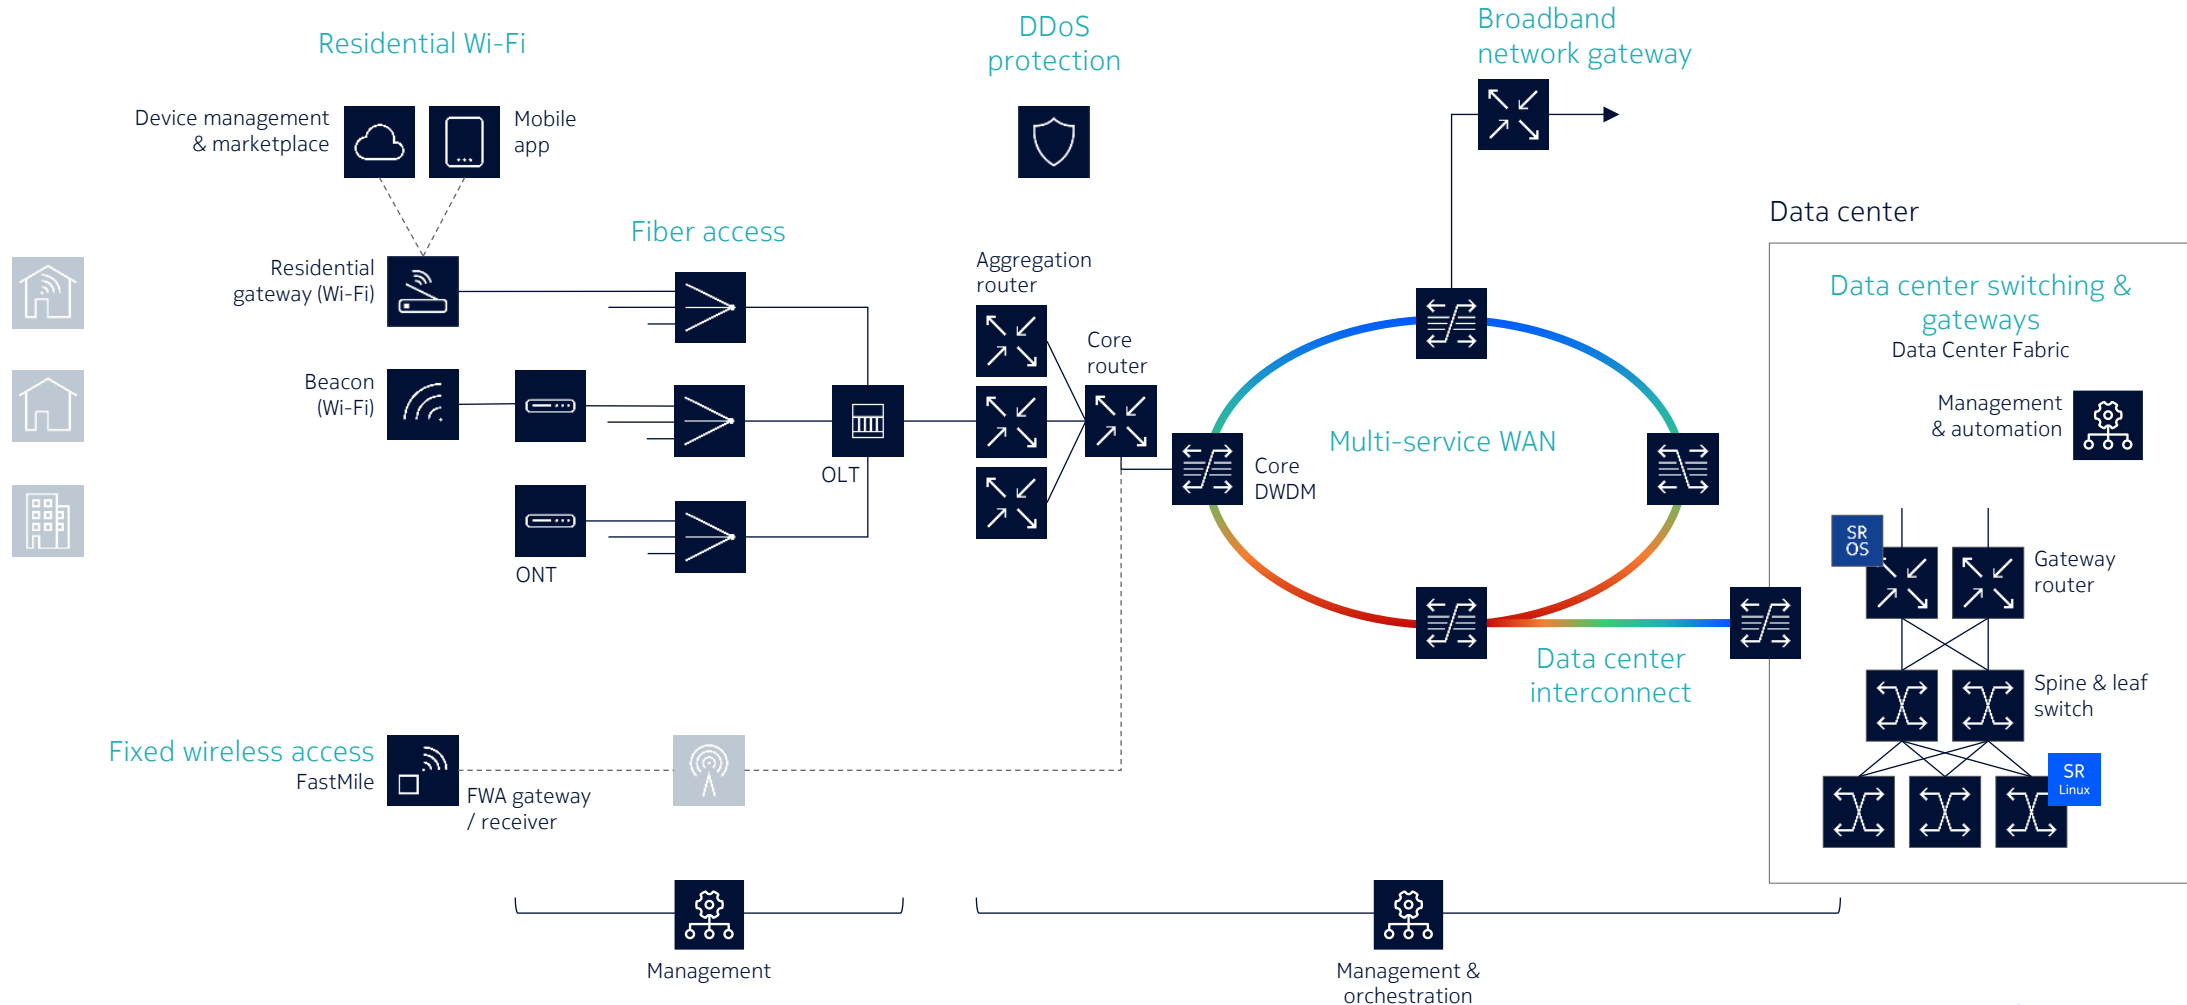 Residential Wi-Fi
DDoS
protection
Broadband
network gateway
Device management
& marketplace
Mobile
app
Data center
Fiber access
Residential
gateway (Wi-Fi)
Aggregation
router
Data center switching &
gateways
Data Center Fabric
Core
router
Beacon
(Wi-Fi)
Management
& automation
Multi-service WAN
OLT
Core
DWDM
ONT
SR
OS
Gateway
router
Data center
interconnect
Spine & leaf
switch
Fixed wireless access
FastMile
FWA gateway
/ receiver
SR
Linux
Management
Management &
orchestration